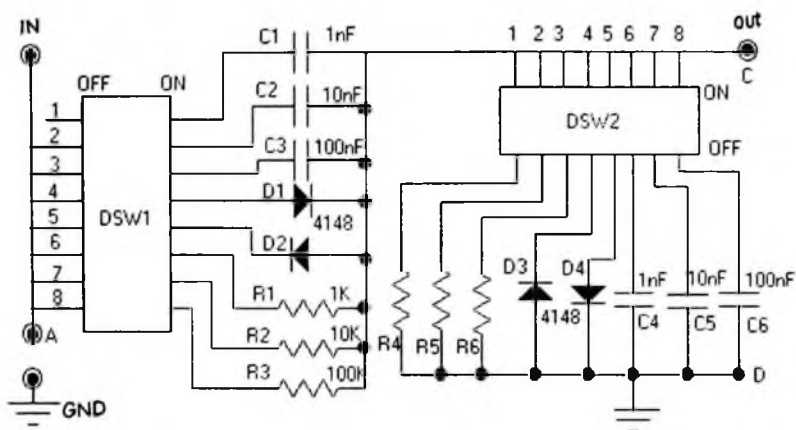 IN
OFF ON
1
2
3
4
5
6
7
8
DSW1
A
GND
C1 1nF
C2 10nF
C3 100nF
D1
4148
D2
R1 1K
R2 10K
R3 100K
1 2 3 4 5 6 7 8
out
C
ON
DSW2
OFF
R4
R5
R6
D3
4148
D4
1nF
C4
10nF
C5
100nF
C6
D